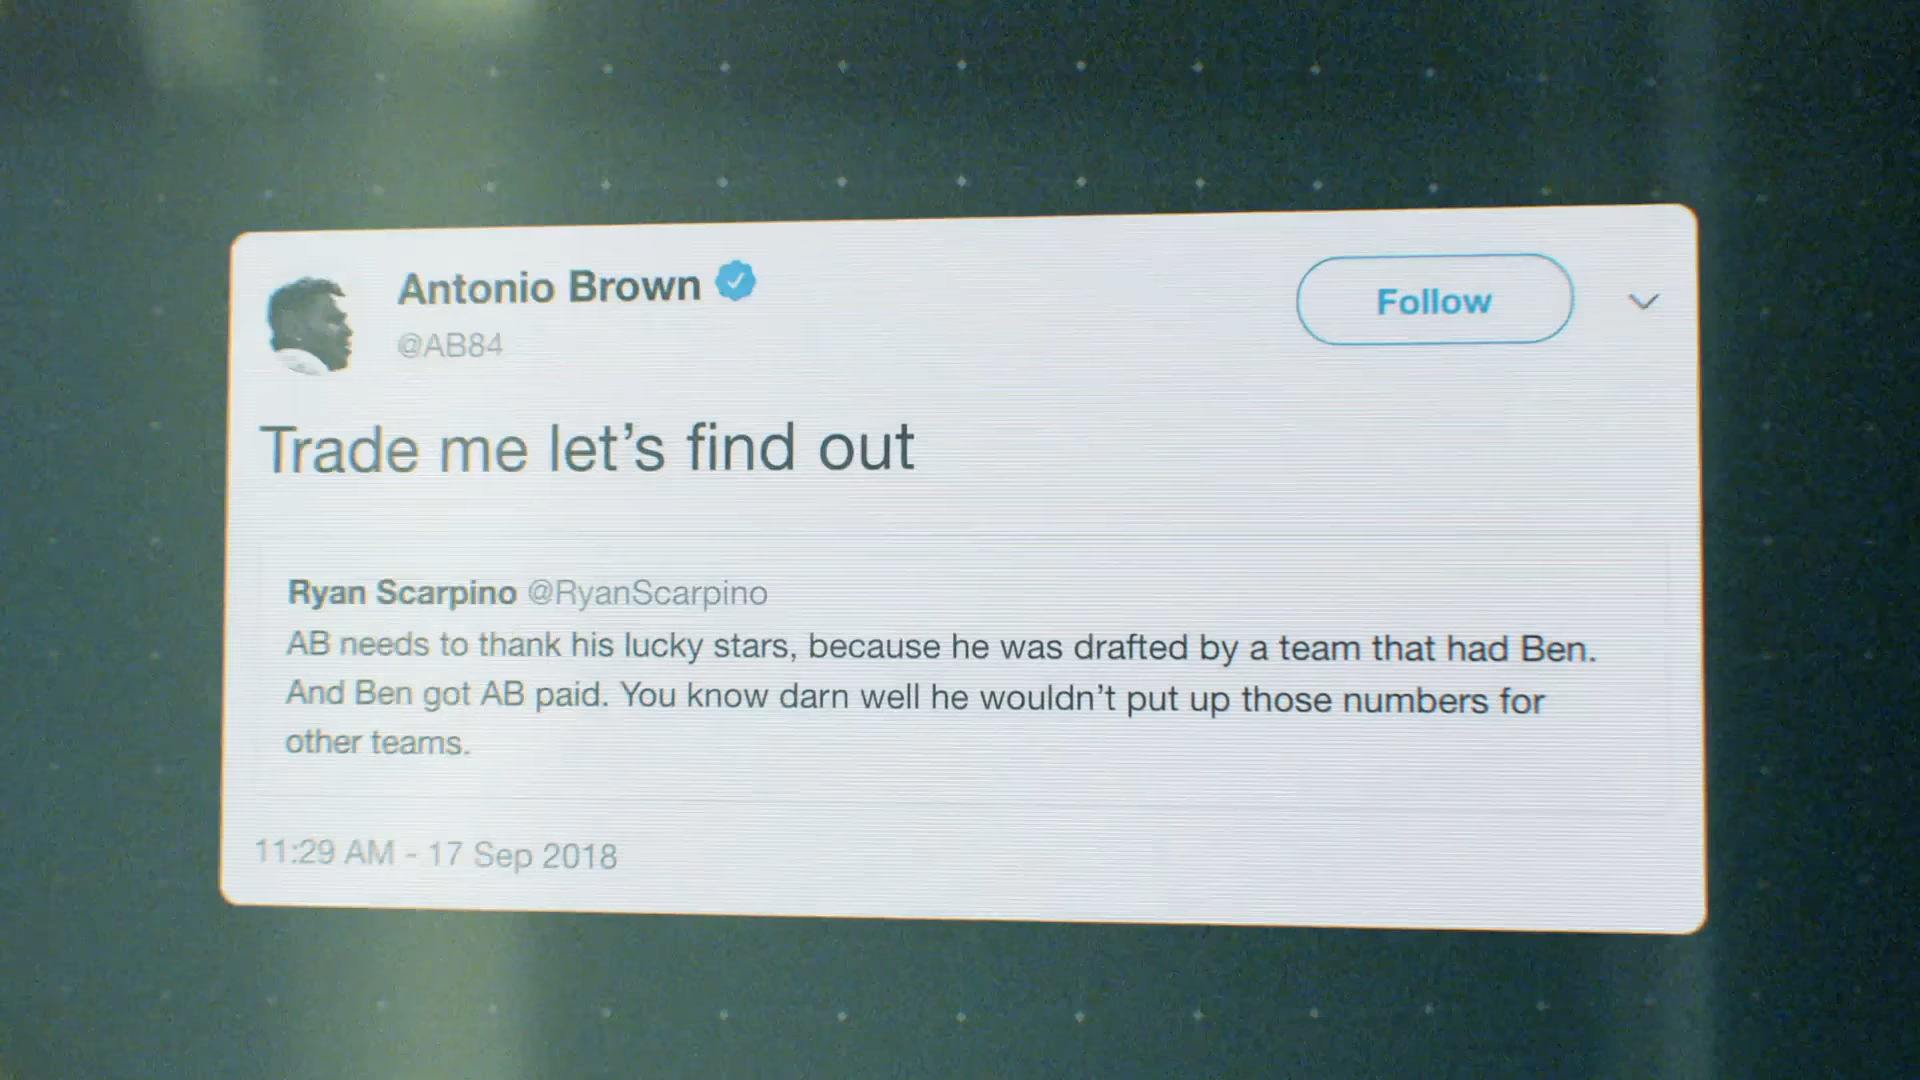 Antonio Brown
@AB84
Follow
Trade me let’s find out
Ryan Scarpino @RyanScarpino
AB needs to thank his lucky stars, because he was drafted by a team that had Ben.
And Ben got AB paid. You know darn well he wouldn’t put up those numbers for
other teams.
11:29 AM - 17 Sep 2018